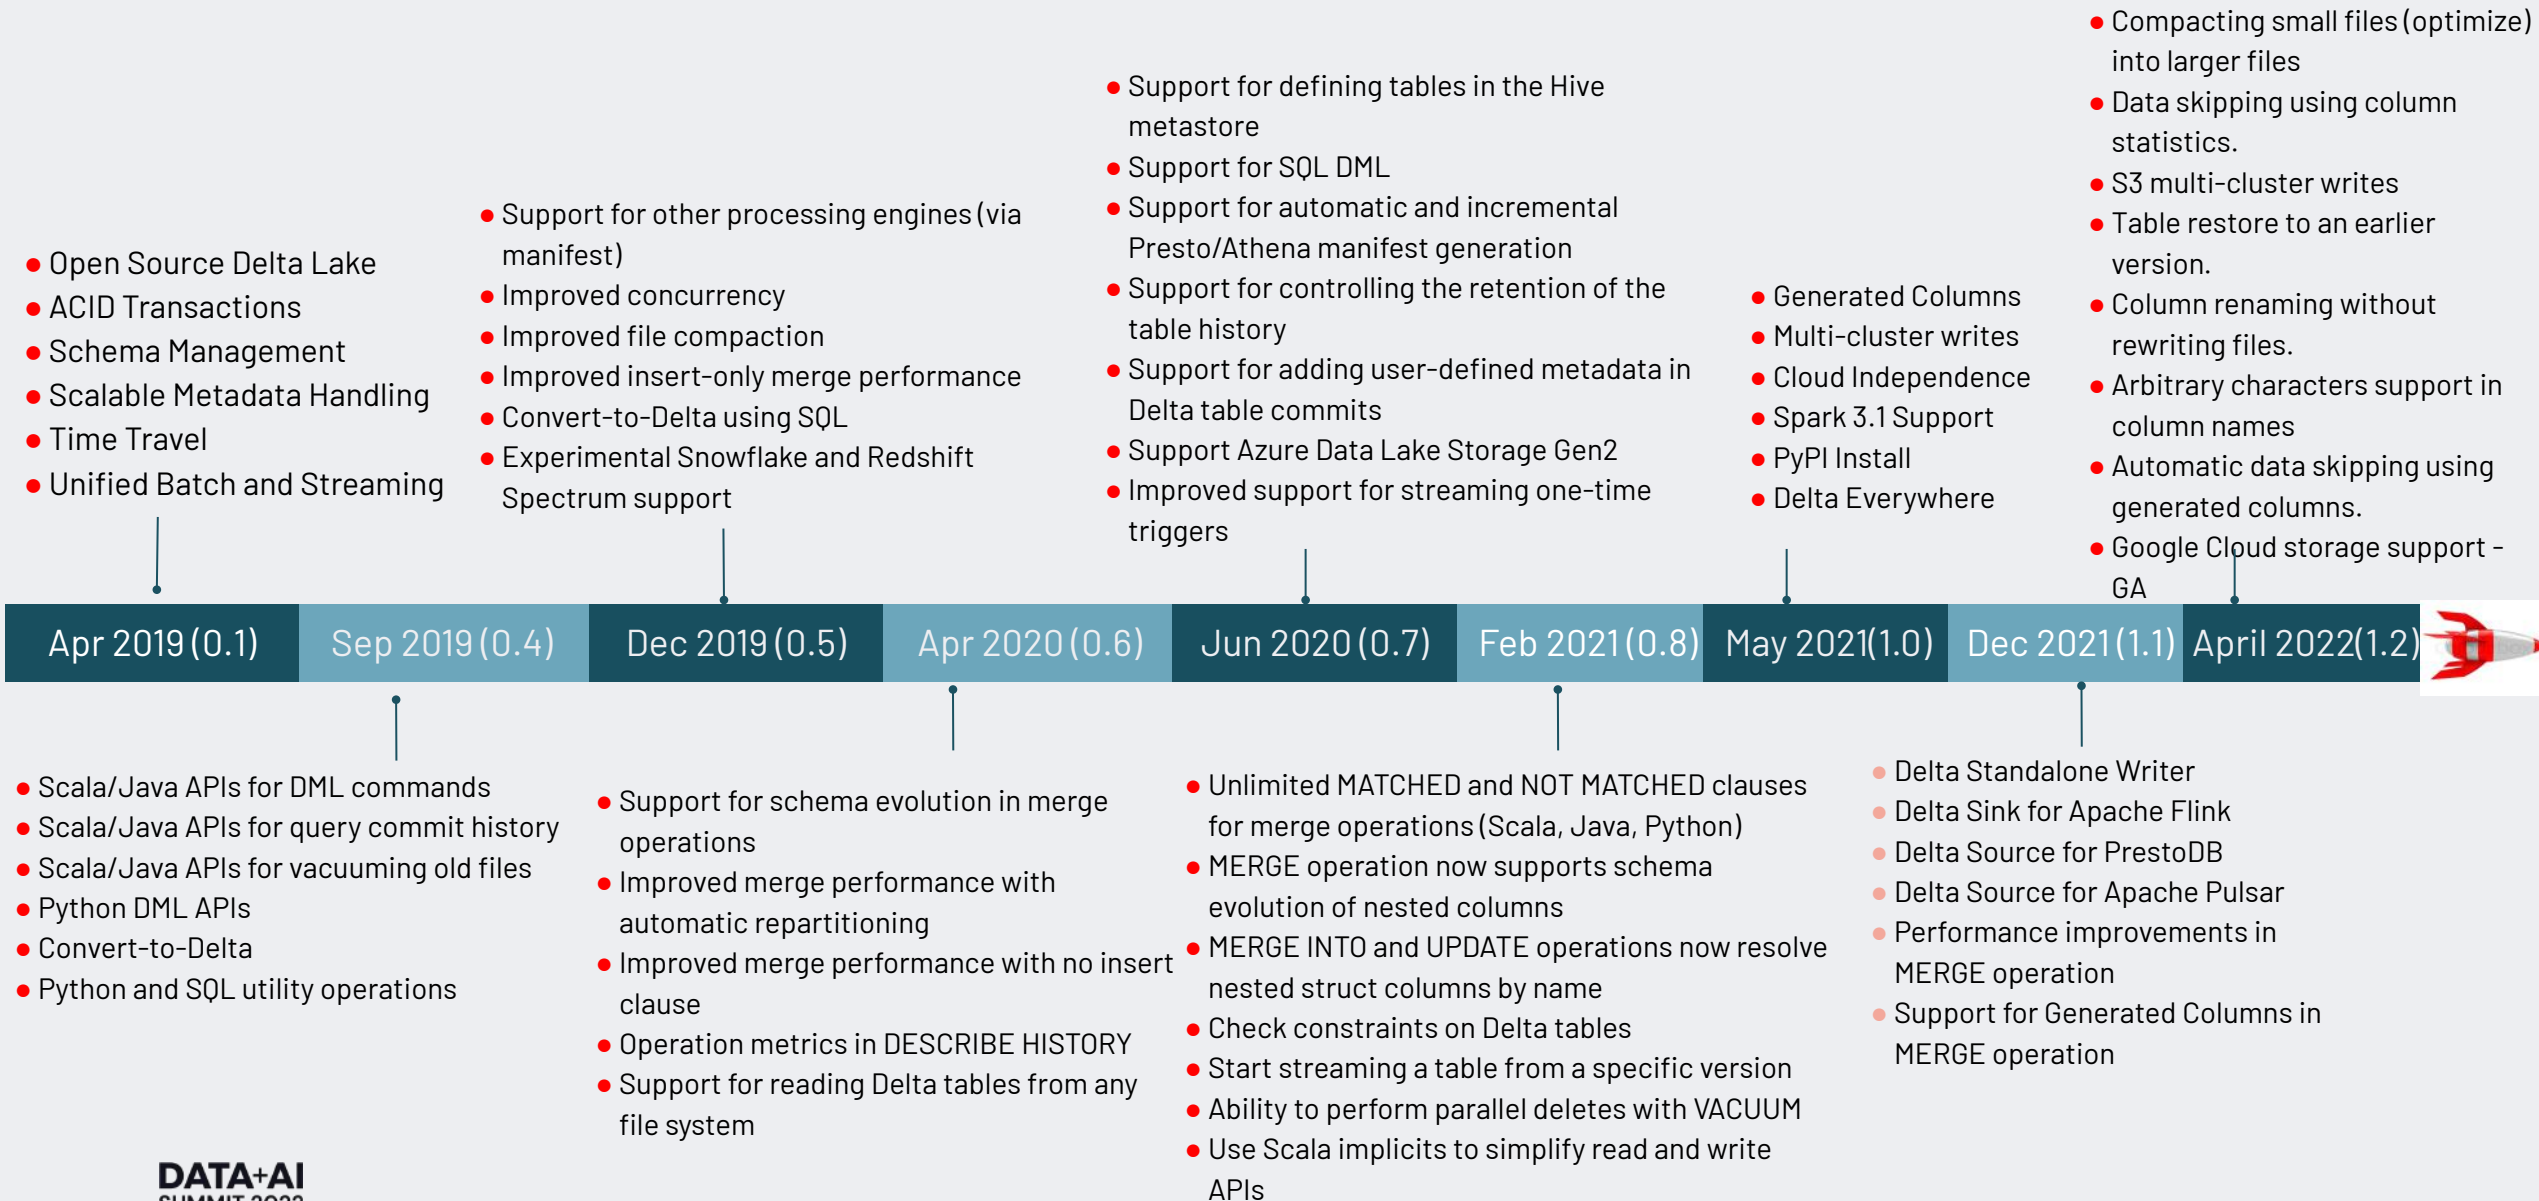 • Open Source Delta Lake
• ACID Transactions
• Schema Management
• Scalable Metadata Handling
• Time Travel
• Unified Batch and Streaming
• Support for other processing engines (via
manifest)
• Improved concurrency
• Improved file compaction
• Improved insert-only merge performance
• Convert-to-Delta using SQL
• Experimental Snowflake and Redshift
Spectrum support
• Support for defining tables in the Hive
metastore
• Support for SQL DML
• Support for automatic and incremental
Presto/Athena manifest generation
• Support for controlling the retention of the
table history
• Support for adding user-defined metadata in
Delta table commits
• Support Azure Data Lake Storage Gen2
• Improved support for streaming one-time
triggers
• Generated Columns
• Multi-cluster writes
• Cloud Independence
• Spark 3.1 Support
• PyPI Install
• Delta Everywhere
• Compacting small files (optimize)
into larger files
• Data skipping using column
statistics.
• S3 multi-cluster writes
• Table restore to an earlier
version.
• Column renaming without
rewriting files.
• Arbitrary characters support in
column names
• Automatic data skipping using
generated columns.
• Google Cloud storage support -
GA
Apr 2019 (0.1)
Sep 2019 (0.4)
Dec 2019 (0.5)
Apr 2020 (0.6)
Jun 2020 (0.7)
Feb 2021 (0.8)
May 2021(1.0)
Dec 2021 (1.1)
April 2022(1.2)
• Scala/Java APIs for DML commands
• Scala/Java APIs for query commit history
• Scala/Java APIs for vacuuming old files
• Python DML APIs
• Convert-to-Delta
• Python and SQL utility operations
• Support for schema evolution in merge
operations
• Improved merge performance with
automatic repartitioning
• Improved merge performance with no insert
clause
• Operation metrics in DESCRIBE HISTORY
• Support for reading Delta tables from any
file system
• Unlimited MATCHED and NOT MATCHED clauses
for merge operations (Scala, Java, Python)
• MERGE operation now supports schema
evolution of nested columns
• MERGE INTO and UPDATE operations now resolve
nested struct columns by name
• Check constraints on Delta tables
• Start streaming a table from a specific version
• Ability to perform parallel deletes with VACUUM
• Use Scala implicits to simplify read and write
APIs
• Delta Standalone Writer
• Delta Sink for Apache Flink
• Delta Source for PrestoDB
• Delta Source for Apache Pulsar
• Performance improvements in
MERGE operation
• Support for Generated Columns in
MERGE operation
DATA+AI
SUMMIT 2022